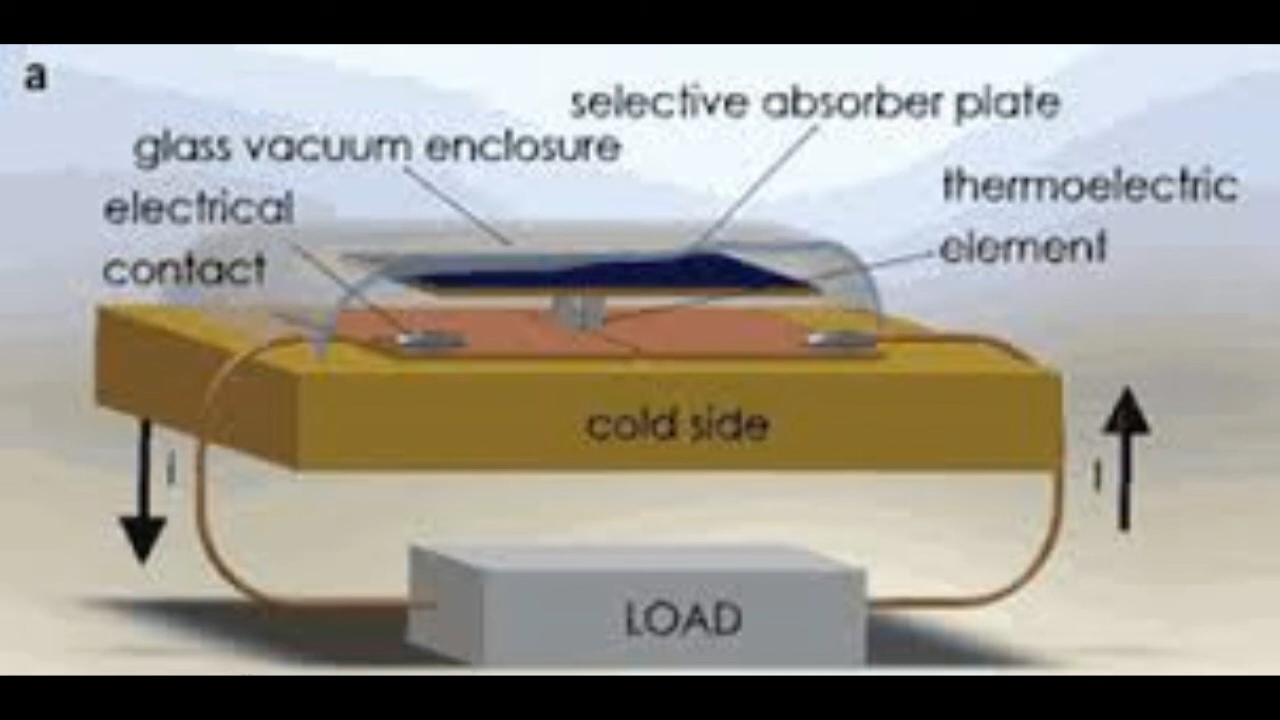 a
selective absorber plate
glass vacuum enclosure
thermoelectric
element
electrical
contact
cold side
I
I
LOAD